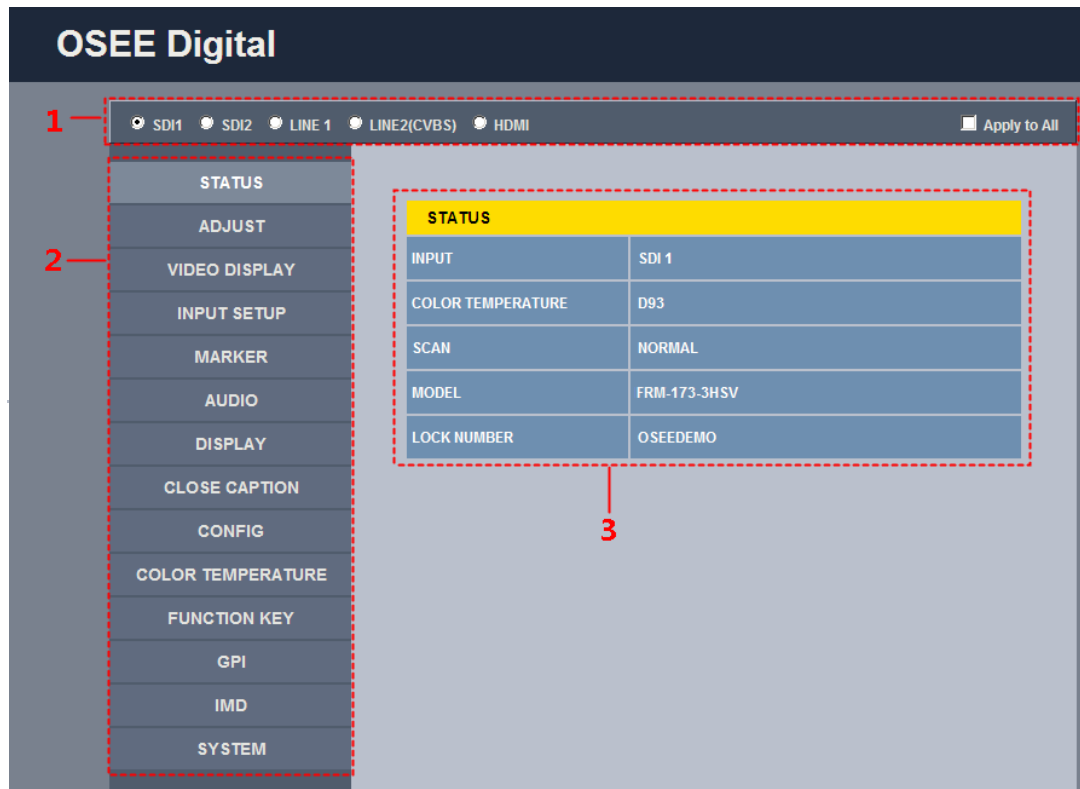 OSEE Digital
1
SDI1 SDI2 LINE 1 LINE2(CVBS) HDMI Apply to All
2
STATUS
ADJUST
VIDEO DISPLAY
INPUT SETUP
MARKER
AUDIO
DISPLAY
CLOSE CAPTION
CONFIG
COLOR TEMPERATURE
FUNCTION KEY
GPI
IMD
SYSTEM
STATUS
INPUT SDI 1
COLOR TEMPERATURE D93
SCAN NORMAL
MODEL FRM-173-3HSV
LOCK NUMBER OSEEDEMO
3